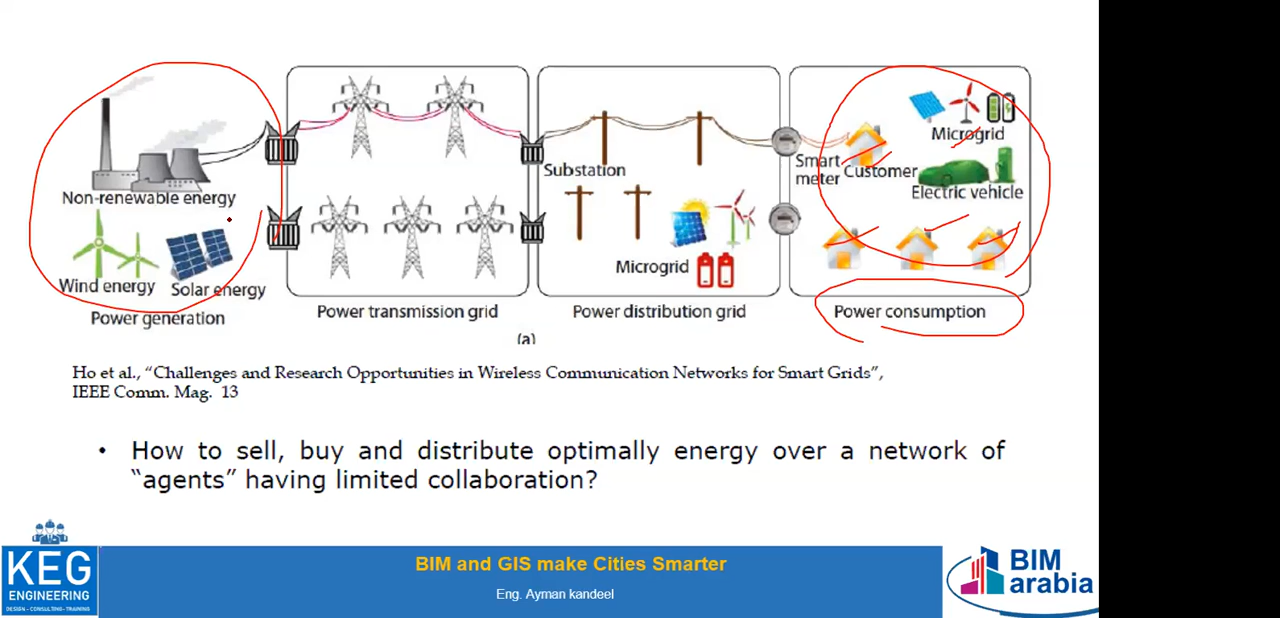 Non-renewable energy
Wind energy
Solar energy
Power generation
Power transmission grid
Substation
Microgrid
Power distribution grid
Smart
meter
Customer
Microgrid
Electric vehicle
Power consumption
(a)
Ho et al., “Challenges and Research Opportunities in Wireless Communication Networks for Smart Grids”,
IEEE Comm. Mag. 13
• How to sell, buy and distribute optimally energy over a network of
“agents” having limited collaboration?
KEG
ENGINEERING
DESIGN - CONSULTING - TRAINING
BIM and GIS make Cities Smarter
Eng. Ayman kandeel
BIM
arabia